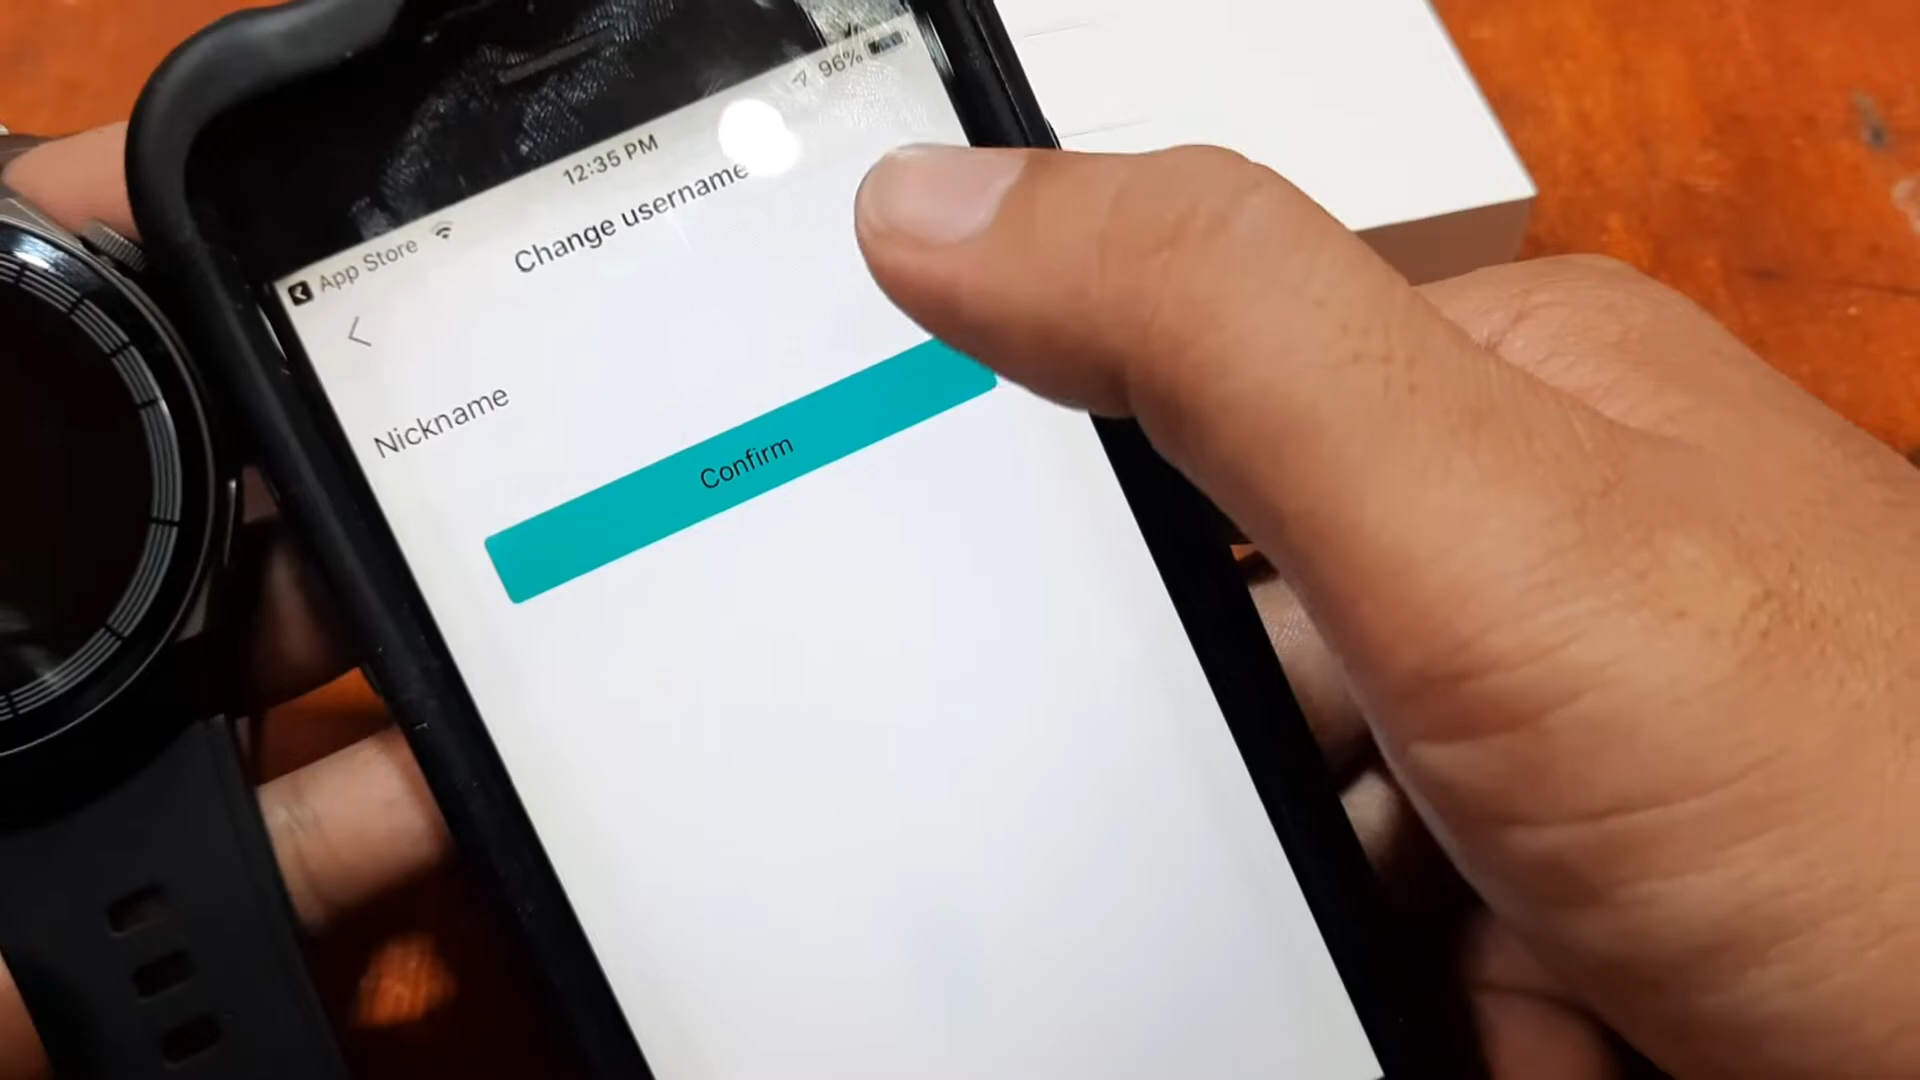 12:35 PM
96%
App Store
Change username
Nickname
Confirm